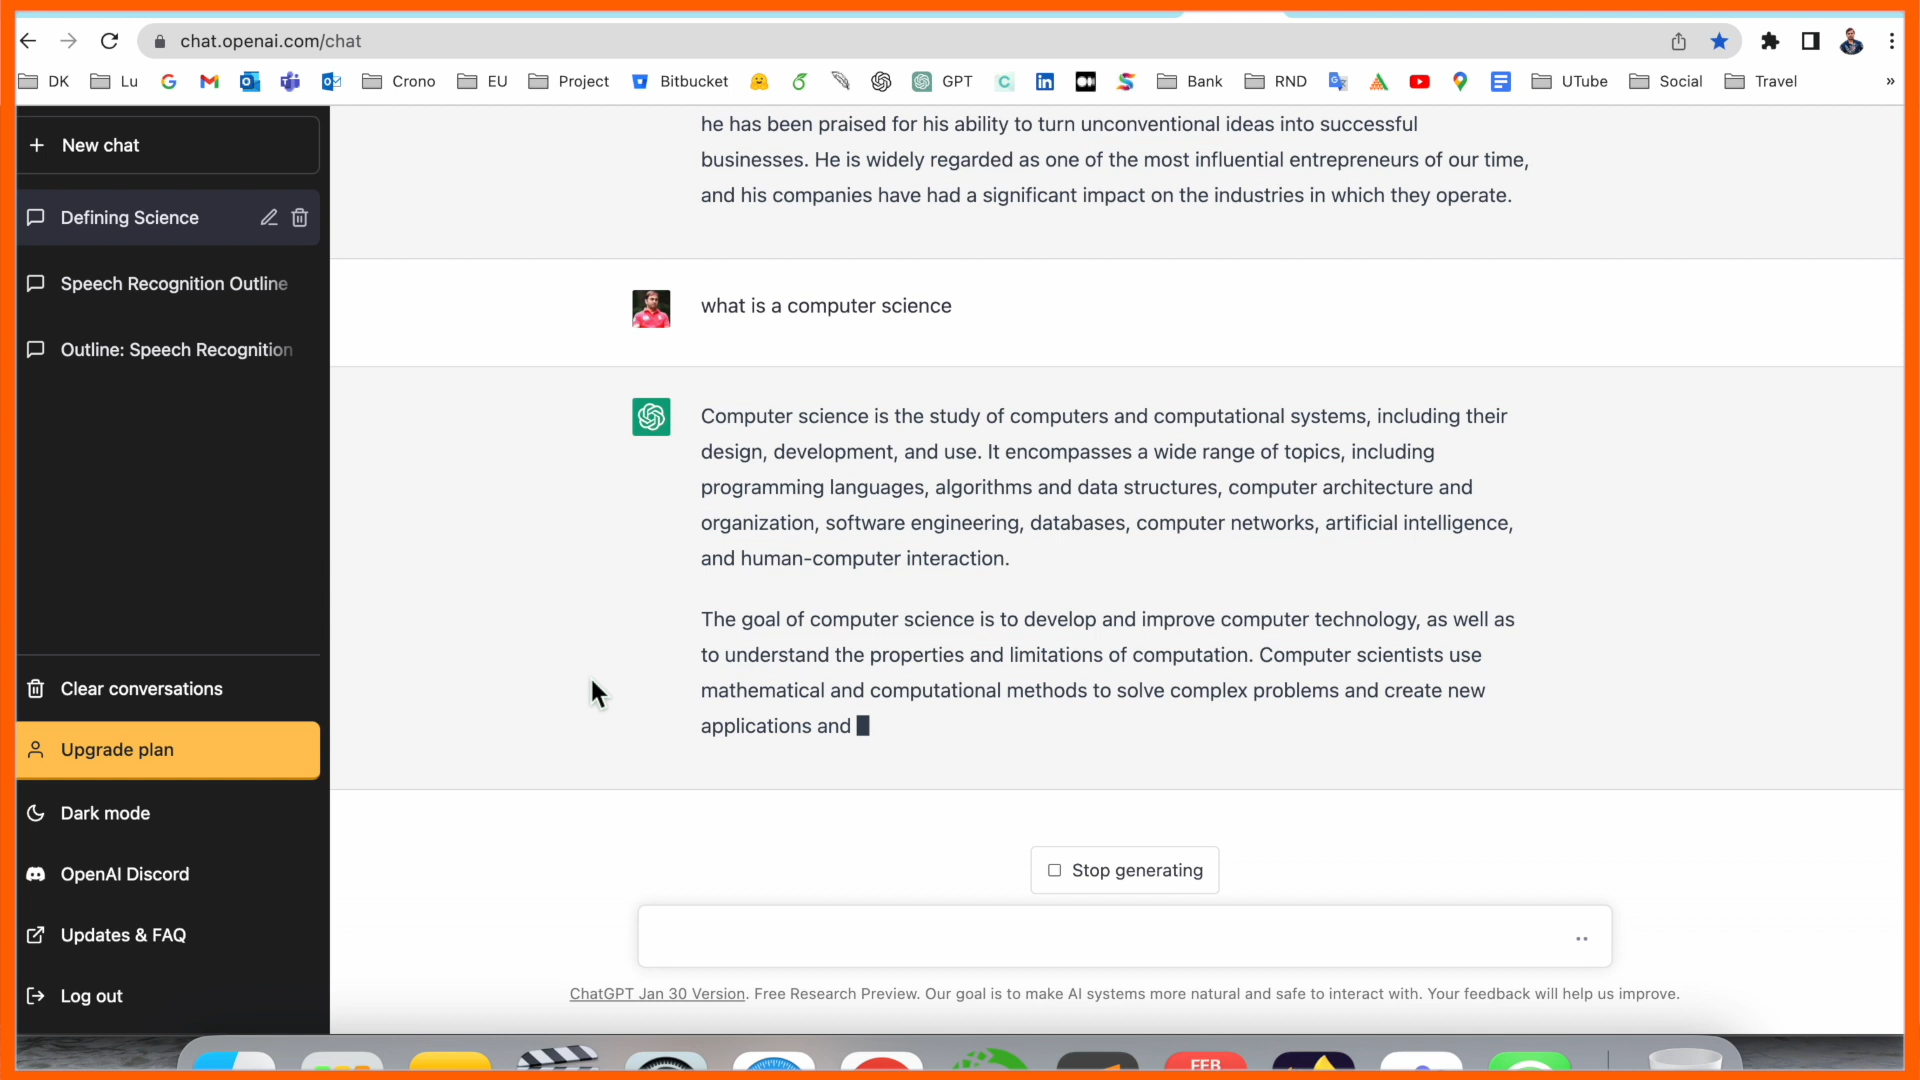 chat.openai.com/chat
DK Lu Crono EU Project Bitbucket GPT Bank RND UTube Social Travel »
New chat
Defining Science
Speech Recognition Outline
Outline: Speech Recognition
Clear conversations
Upgrade plan
Dark mode
OpenAI Discord
Updates & FAQ
Log out
he has been praised for his ability to turn unconventional ideas into successful
businesses. He is widely regarded as one of the most influential entrepreneurs of our time,
and his companies have had a significant impact on the industries in which they operate.
what is a computer science
Computer science is the study of computers and computational systems, including their
design, development, and use. It encompasses a wide range of topics, including
programming languages, algorithms and data structures, computer architecture and
organization, software engineering, databases, computer networks, artificial intelligence,
and human-computer interaction.
The goal of computer science is to develop and improve computer technology, as well as
to understand the properties and limitations of computation. Computer scientists use
mathematical and computational methods to solve complex problems and create new
applications and
Stop generating
ChatGPT Jan 30 Version. Free Research Preview. Our goal is to make AI systems more natural and safe to interact with. Your feedback will help us improve.
FEB